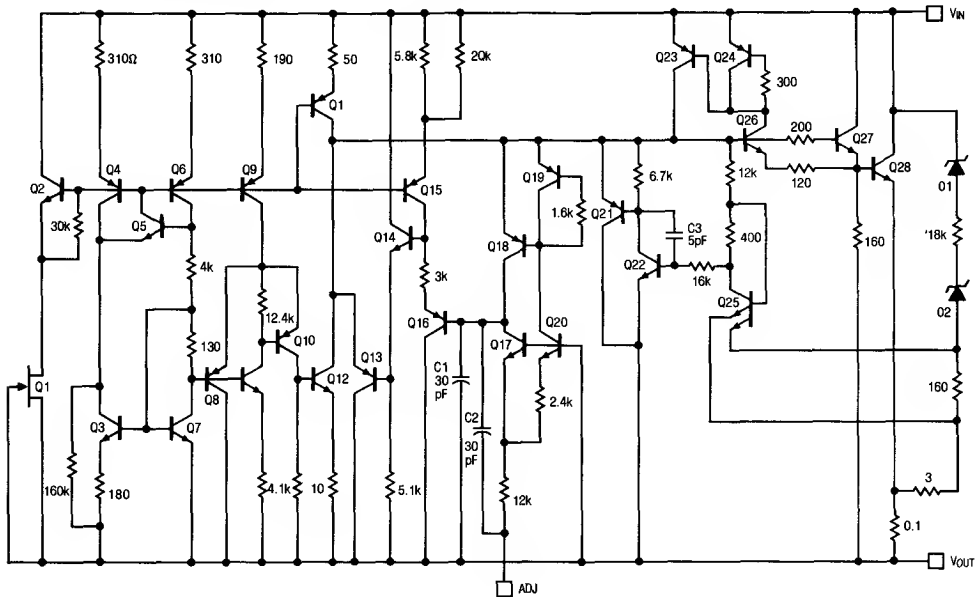 VIN
310Ω
310
190
50
5.8k
20k
Q23
Q24
300
Q1
Q26
200
Q27
Q2
Q4
Q6
Q9
Q15
Q19
6.7k
12k
120
Q28
30k
Q5
Q14
Q18
1.6k
Q21
C3
5pF
400
160
01
'18k
4k
3k
Q22
16k
Q25
02
12.4k
Q16
130
Q10
Q13
Q17
Q20
Q1
Q8
Q12
C1
30
pF
C2
30
pF
2.4k
160
Q3
Q7
160k
180
4.1k
10
5.1k
12k
3
0.1
VOUT
ADJ